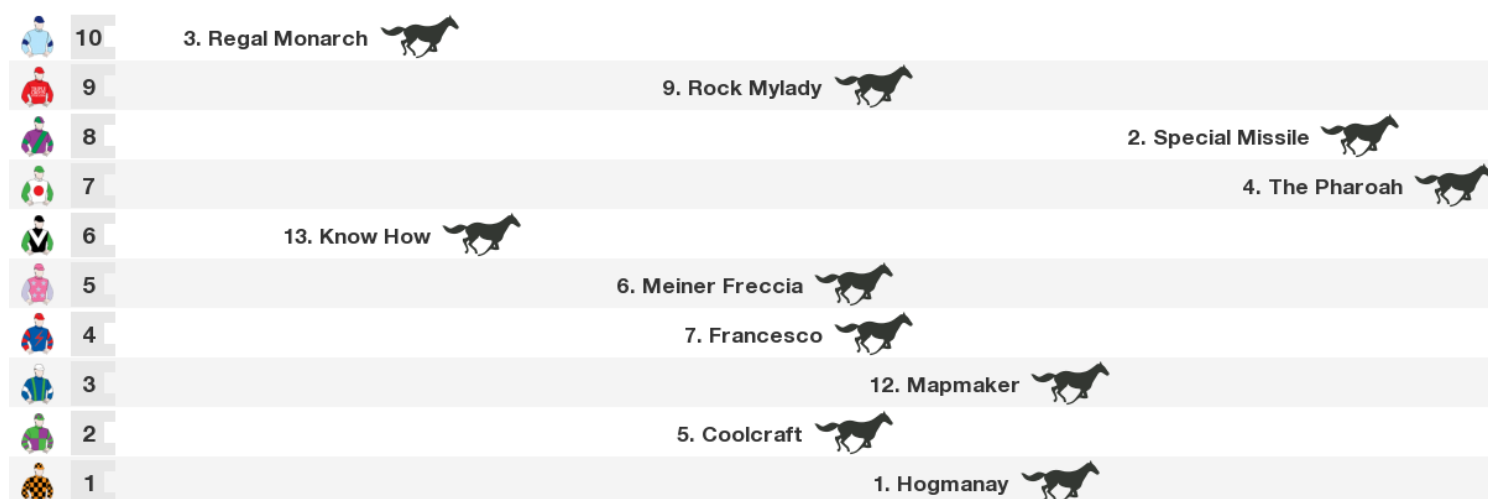 10 3. Regal Monarch
9 9. Rock Mylady
8 2. Special Missile
7 4. The Pharoah
6 13. Know How
5 6. Meiner Freccia
4 7. Francesco
3 12. Mapmaker
2 5. Coolcraft
1 1. Hogmanay